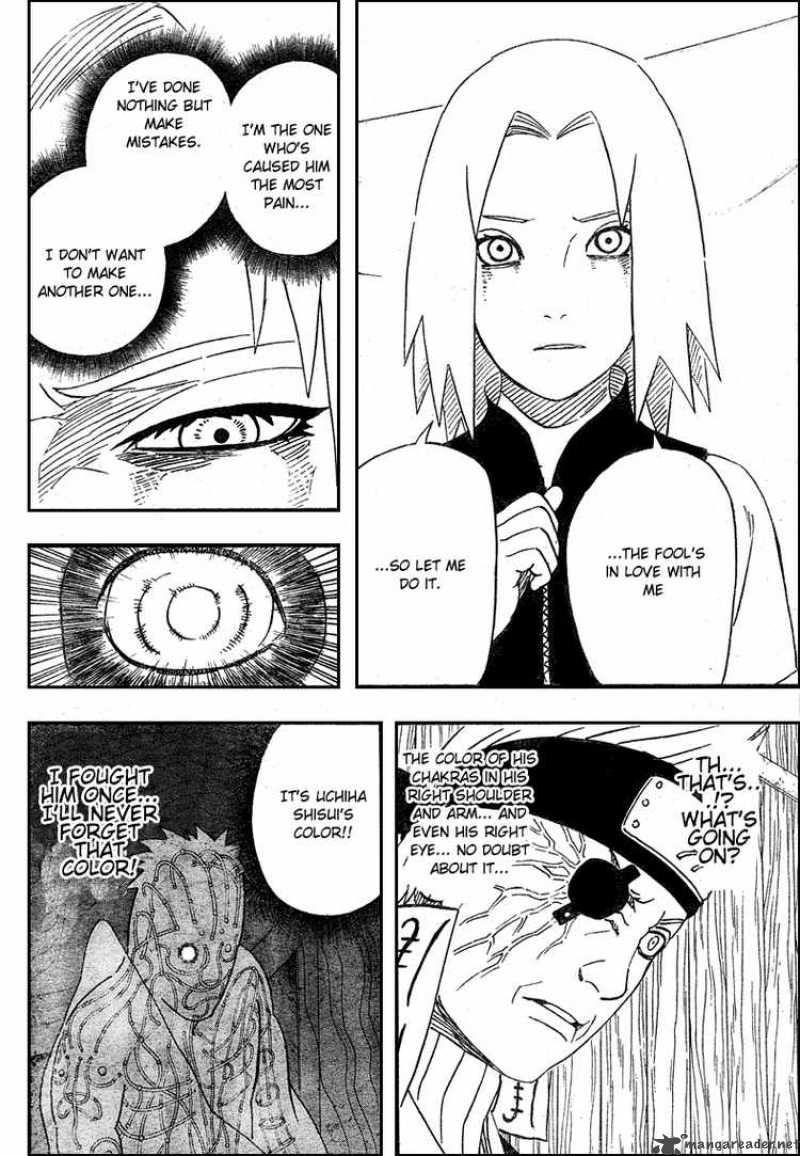 I'VE DONE
NOTHING BUT
MAKE
MISTAKES.
I'M THE ONE
WHO'S
CAUSED HIM
THE MOST
PAIN...
I DON'T WANT
TO MAKE
ANOTHER ONE...
...THE FOOL'S
IN LOVE WITH
ME
...SO LET ME
DO IT.
TH...
THAT'S..
.!?
WHAT'S
GOING
ON?
THE COLOR OF HIS
CHAKRAS IN HIS
RIGHT SHOULDER
AND ARM... AND
EVEN HIS RIGHT
EYE... NO DOUBT
ABOUT IT...
IT'S UCHIHA
SHISUI'S
COLOR!!
I FOUGHT
HIM ONCE...
I'LL NEVER
FORGET
THAT
COLOR!
mangareader.net